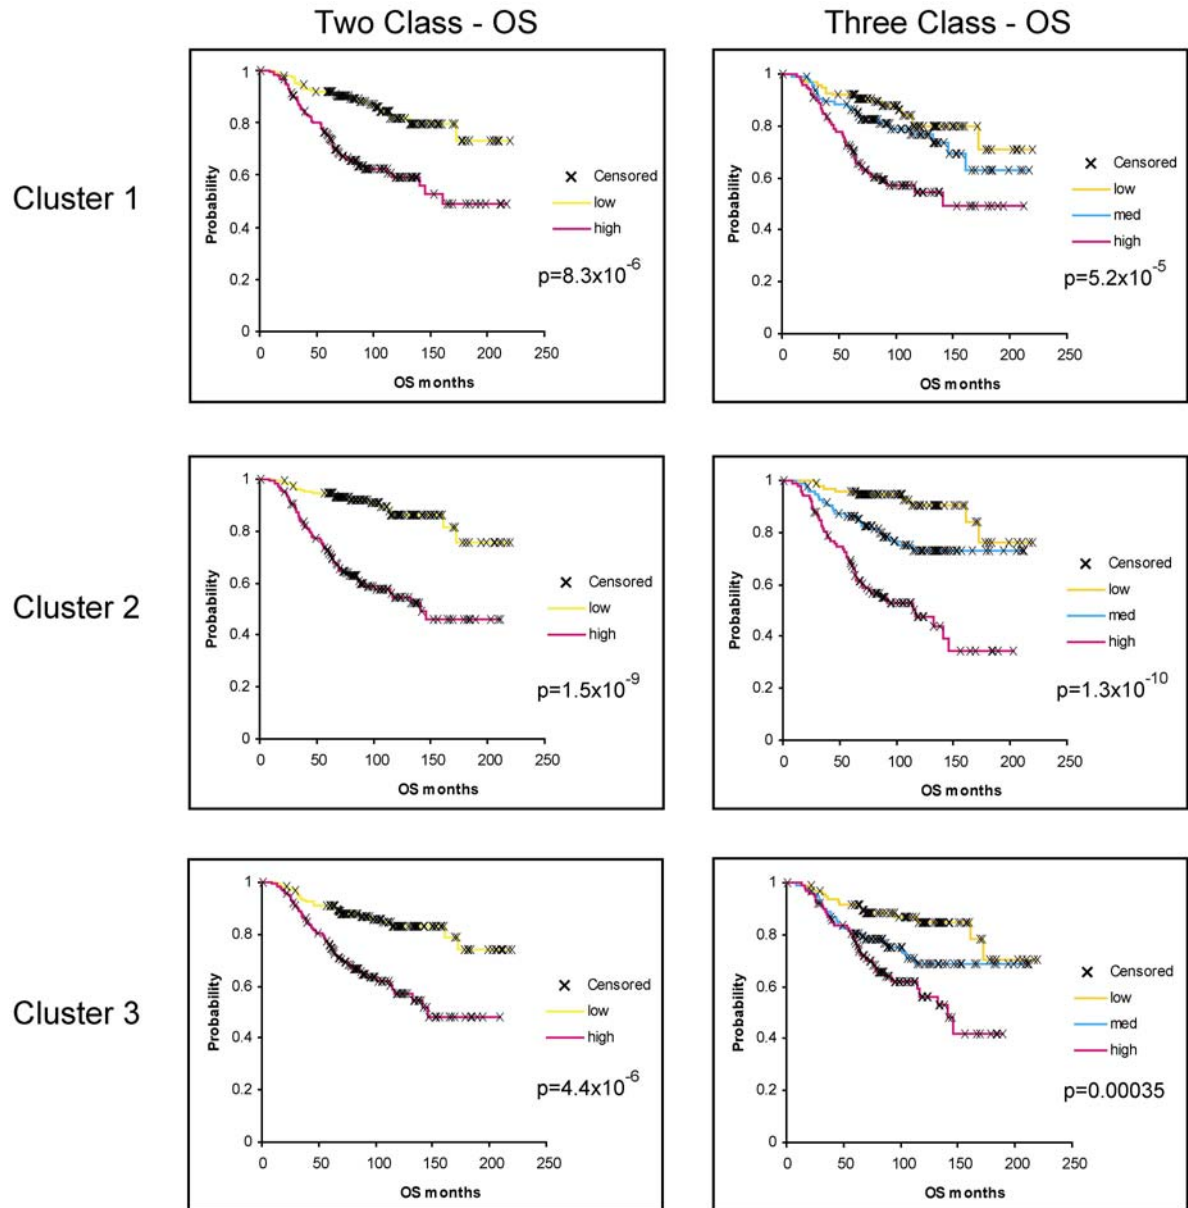 Two Class - OS
Three Class - OS
Cluster 1
Probability
1
0.8
0.6
0.4
0.2
0
0 50 100 150 200 250
OS months
Censored
low
high
p=8.3x10⁻⁶
Probability
1
0.8
0.6
0.4
0.2
0
0 50 100 150 200 250
OS months
Censored
low
med
high
p=5.2x10⁻⁵
Cluster 2
Probability
1
0.8
0.6
0.4
0.2
0
0 50 100 150 200 250
OS months
Censored
low
high
p=1.5x10⁻⁹
Probability
1
0.8
0.6
0.4
0.2
0
0 50 100 150 200 250
OS months
Censored
low
med
high
p=1.3x10⁻¹⁰
Cluster 3
Probability
1
0.8
0.6
0.4
0.2
0
0 50 100 150 200 250
OS months
Censored
low
high
p=4.4x10⁻⁶
Probability
1
0.8
0.6
0.4
0.2
0
0 50 100 150 200 250
OS months
Censored
low
med
high
p=0.00035